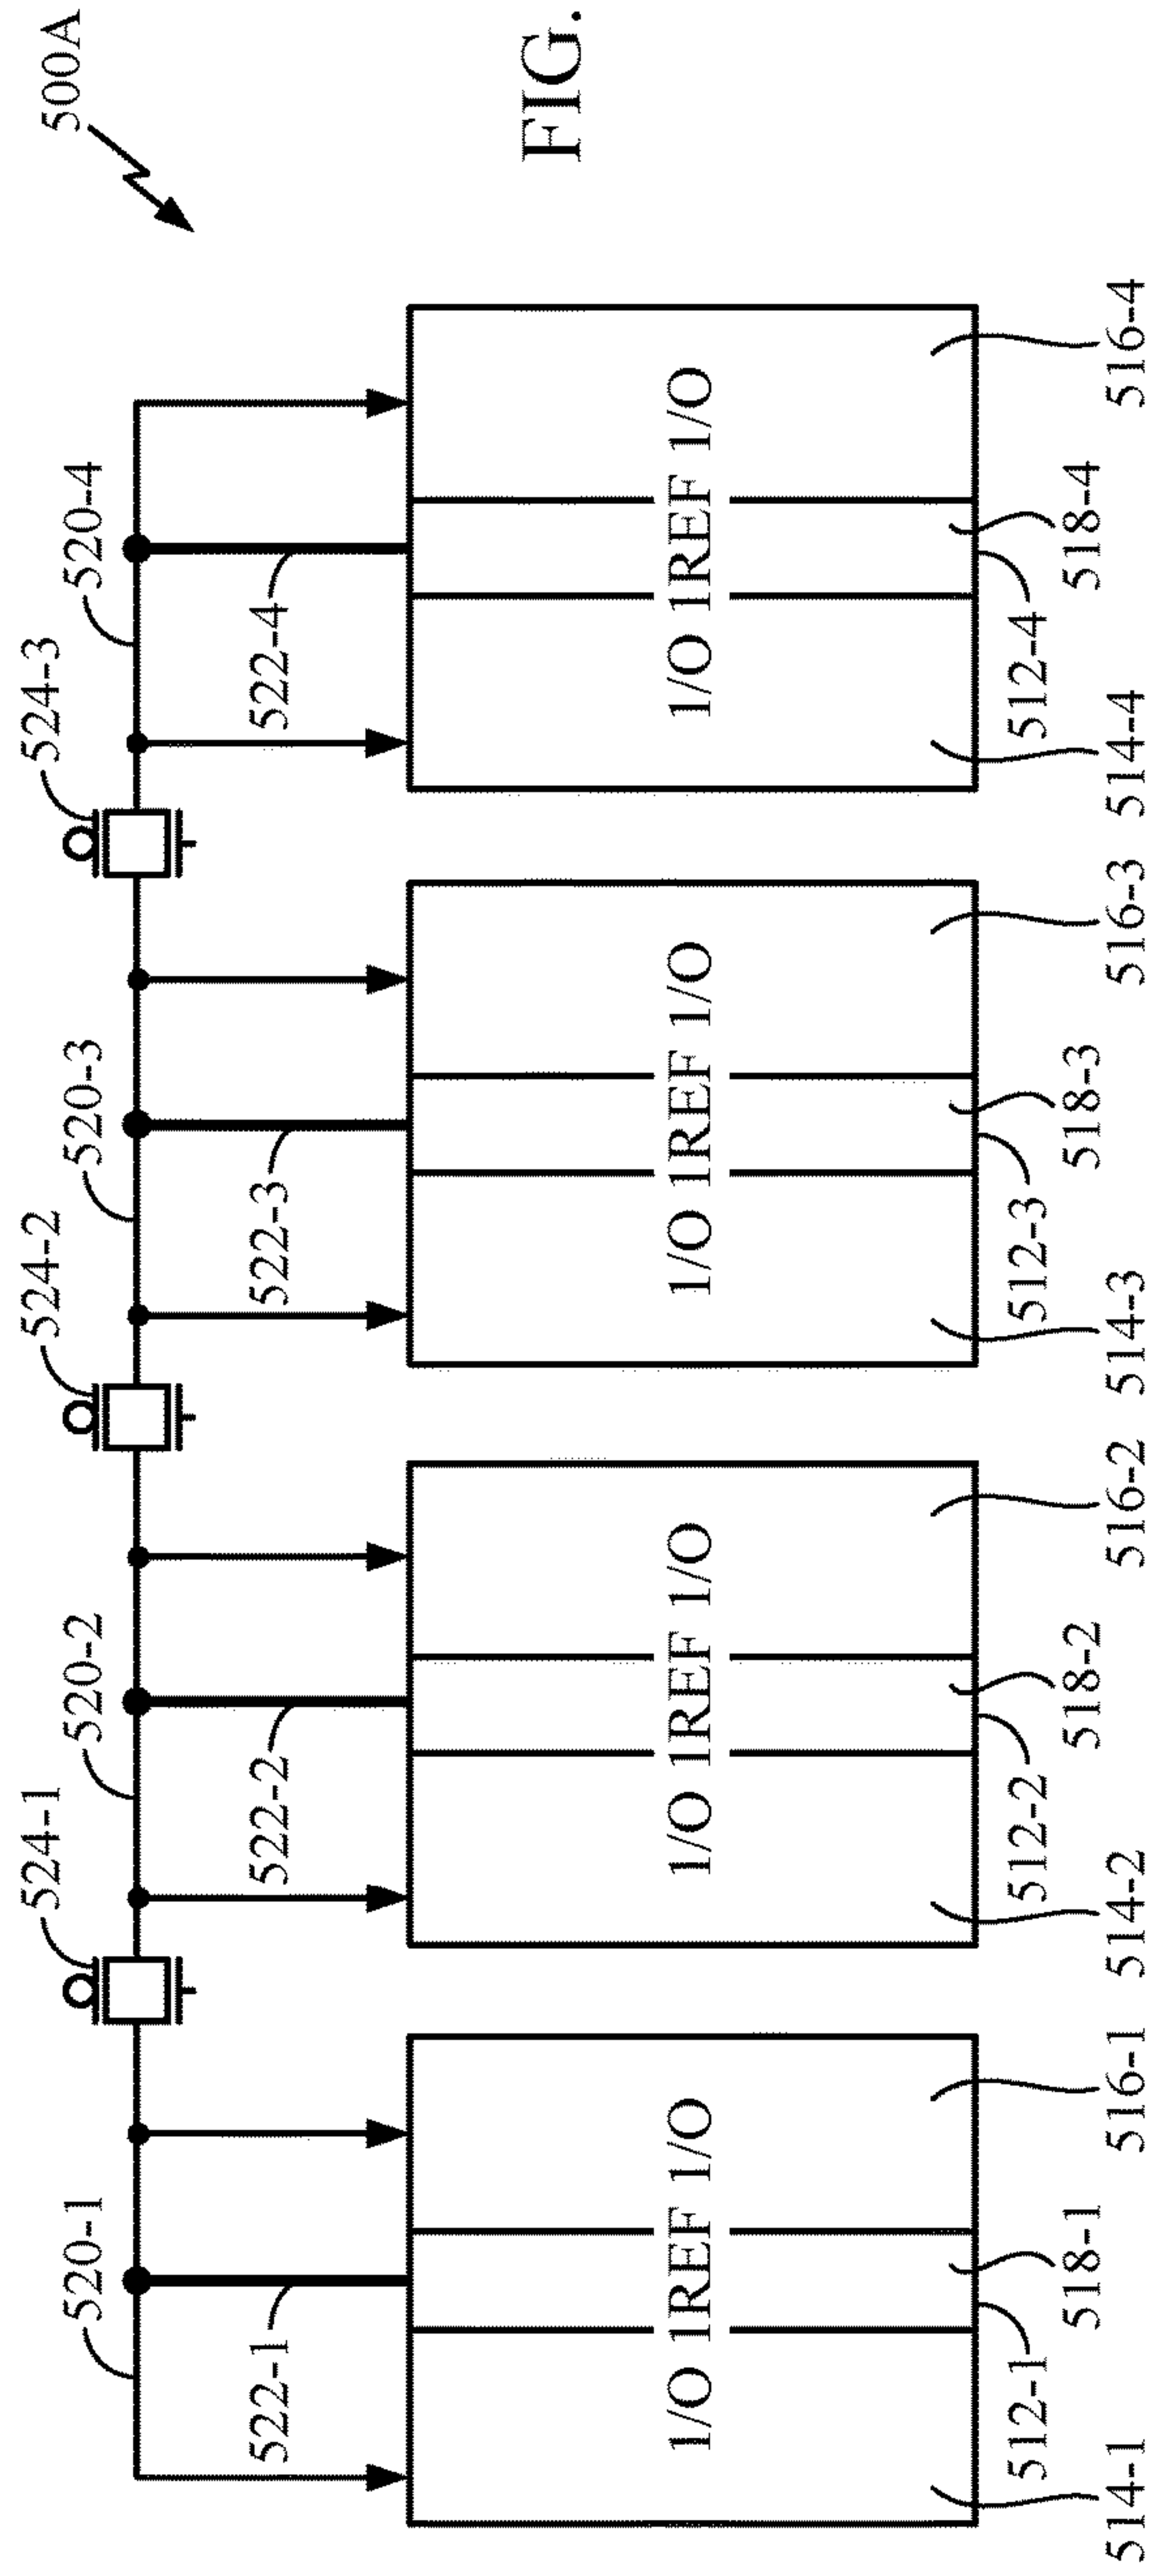 500A
524-1 524-2 524-3
520-1 520-2 520-3 520-4
522-1 522-2 522-3 522-4
FIG.
1/O 1REF 1/O 1/O 1REF 1/O 1/O 1REF 1/O 1/O 1REF 1/O
512-1 512-2 512-3 512-4
518-1 518-2 518-3 518-4
514-1 516-1 514-2 516-2 514-3 516-3 514-4 516-4